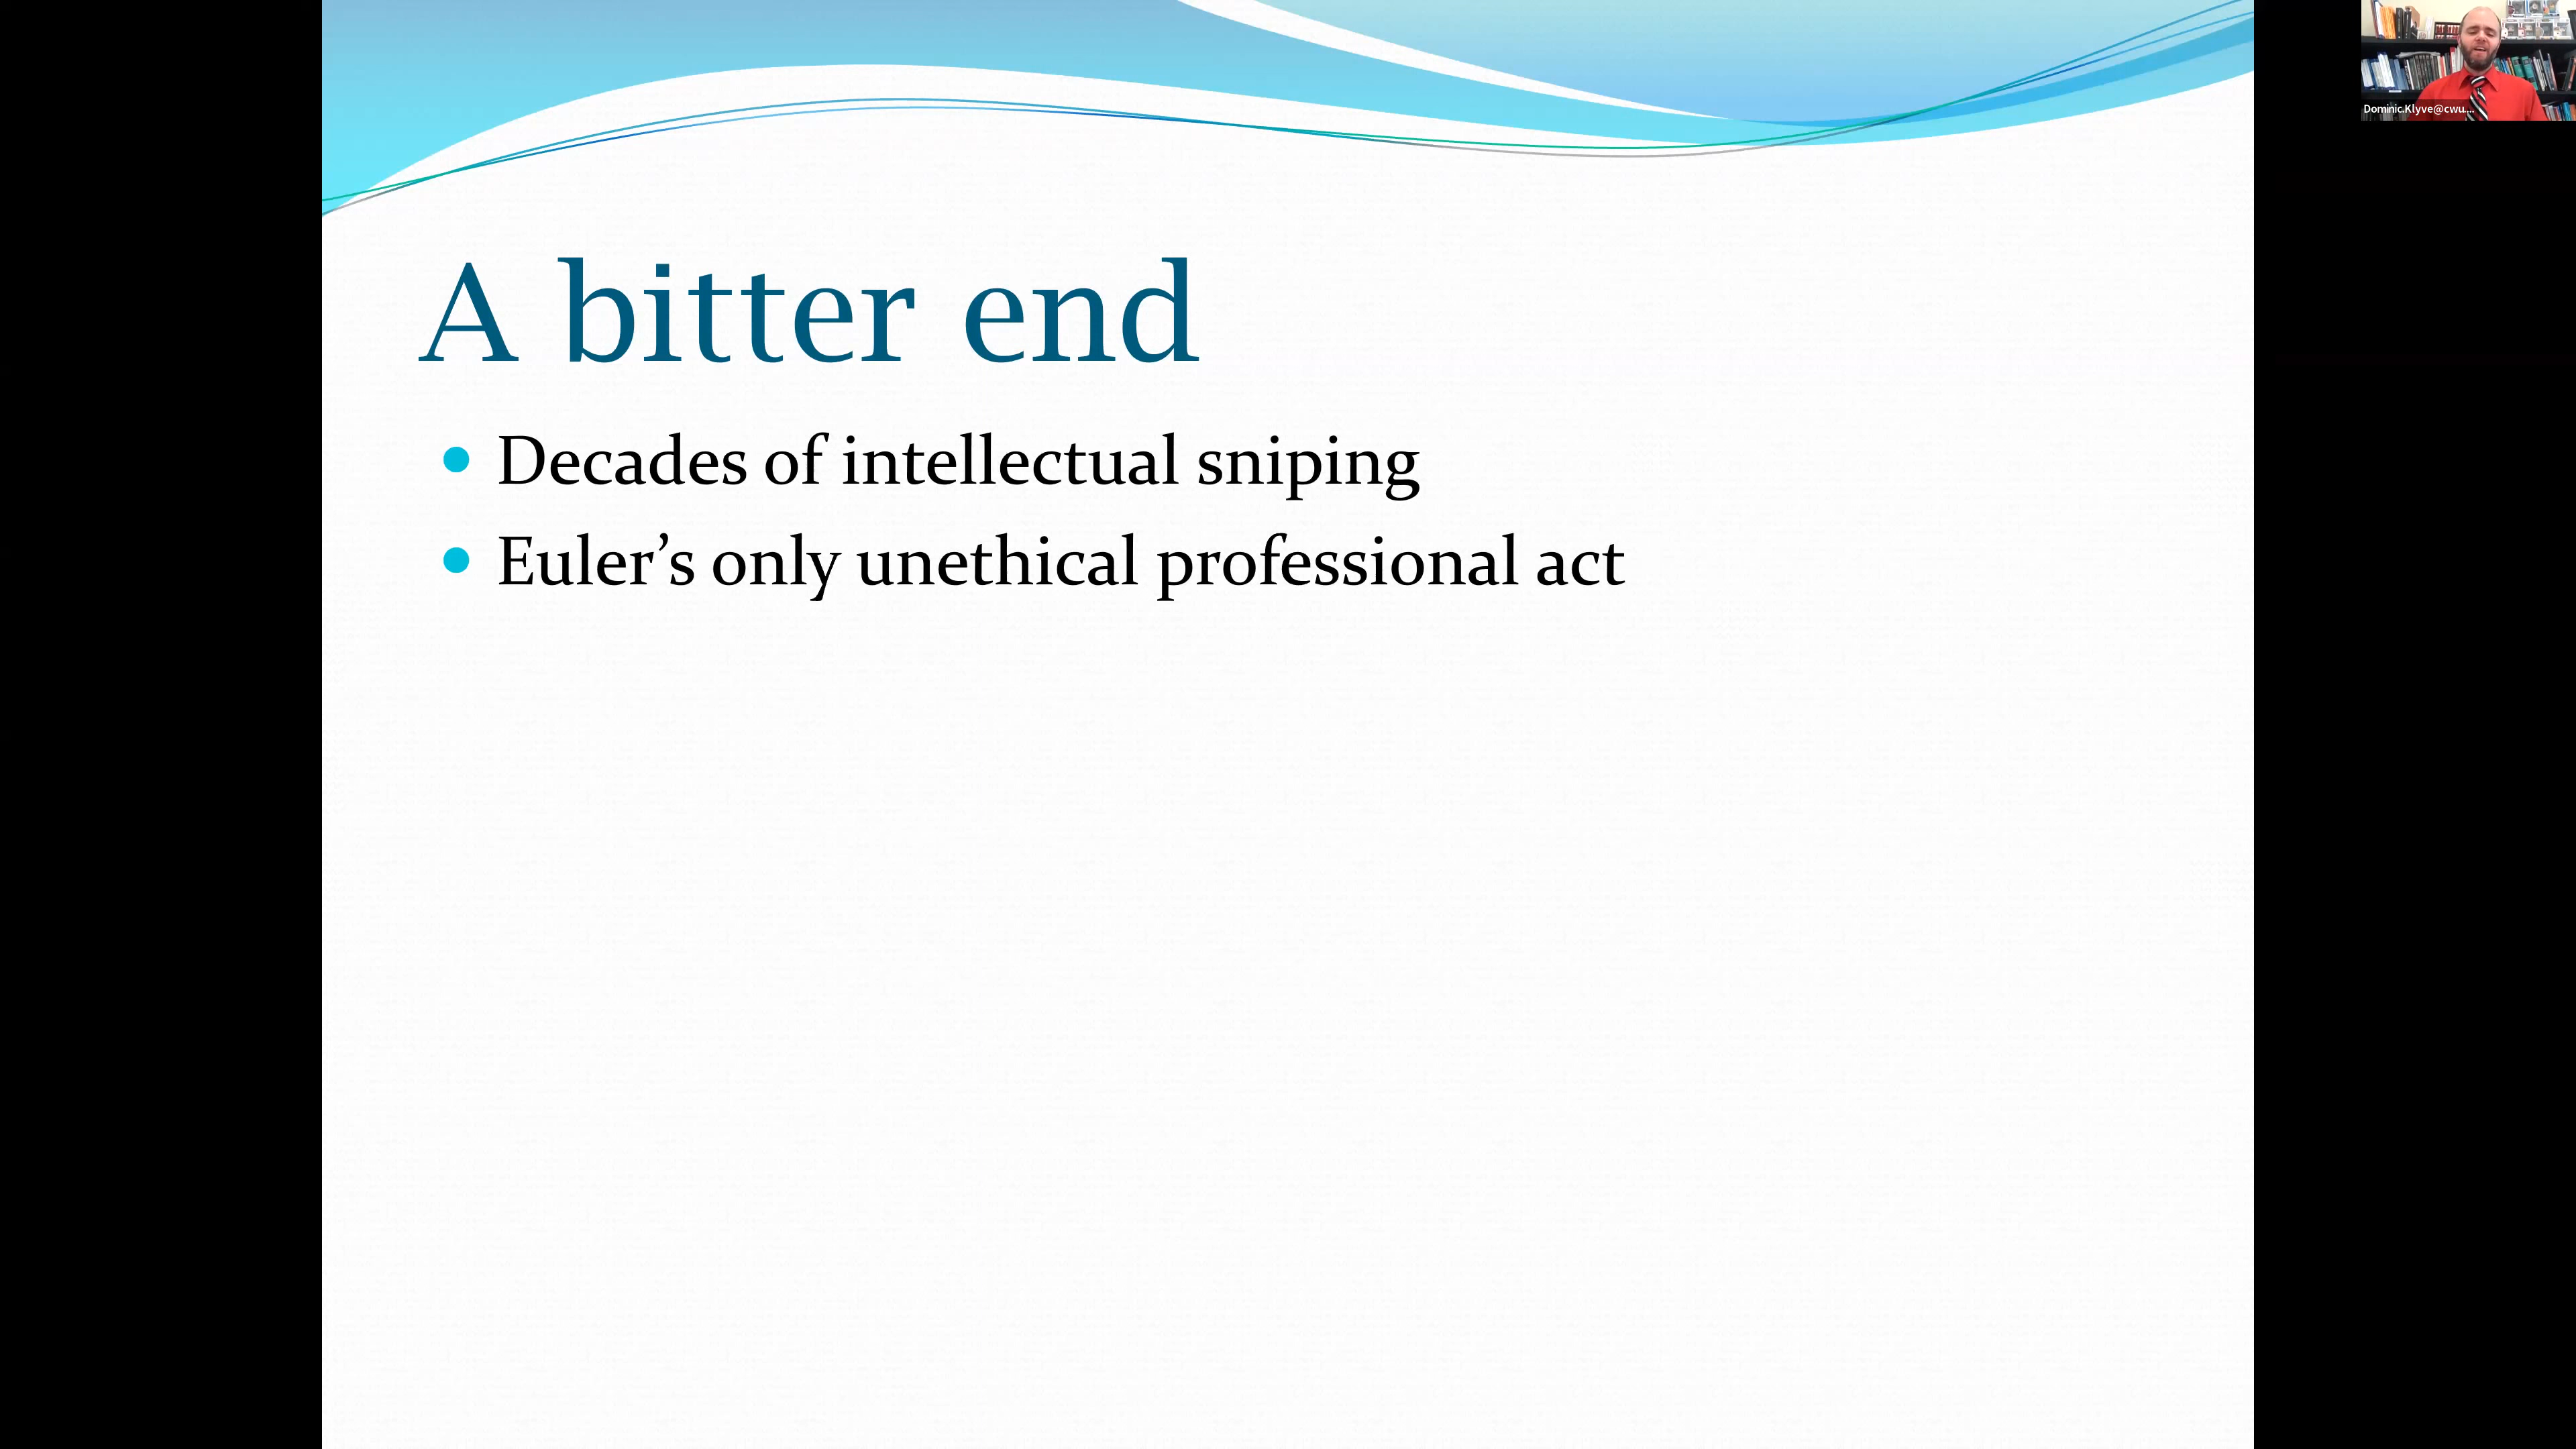 Dominic.Klyve@cwu....
A bitter end
Decades of intellectual sniping
Euler’s only unethical professional act